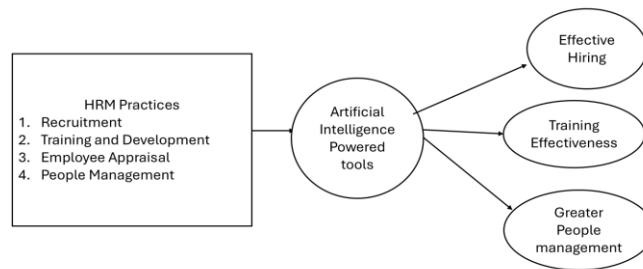 HRM Practices
1. Recruitment
2. Training and Development
3. Employee Appraisal
4. People Management
Artificial
Intelligence
Powered
tools
Effective
Hiring
Training
Effectiveness
Greater
People
management